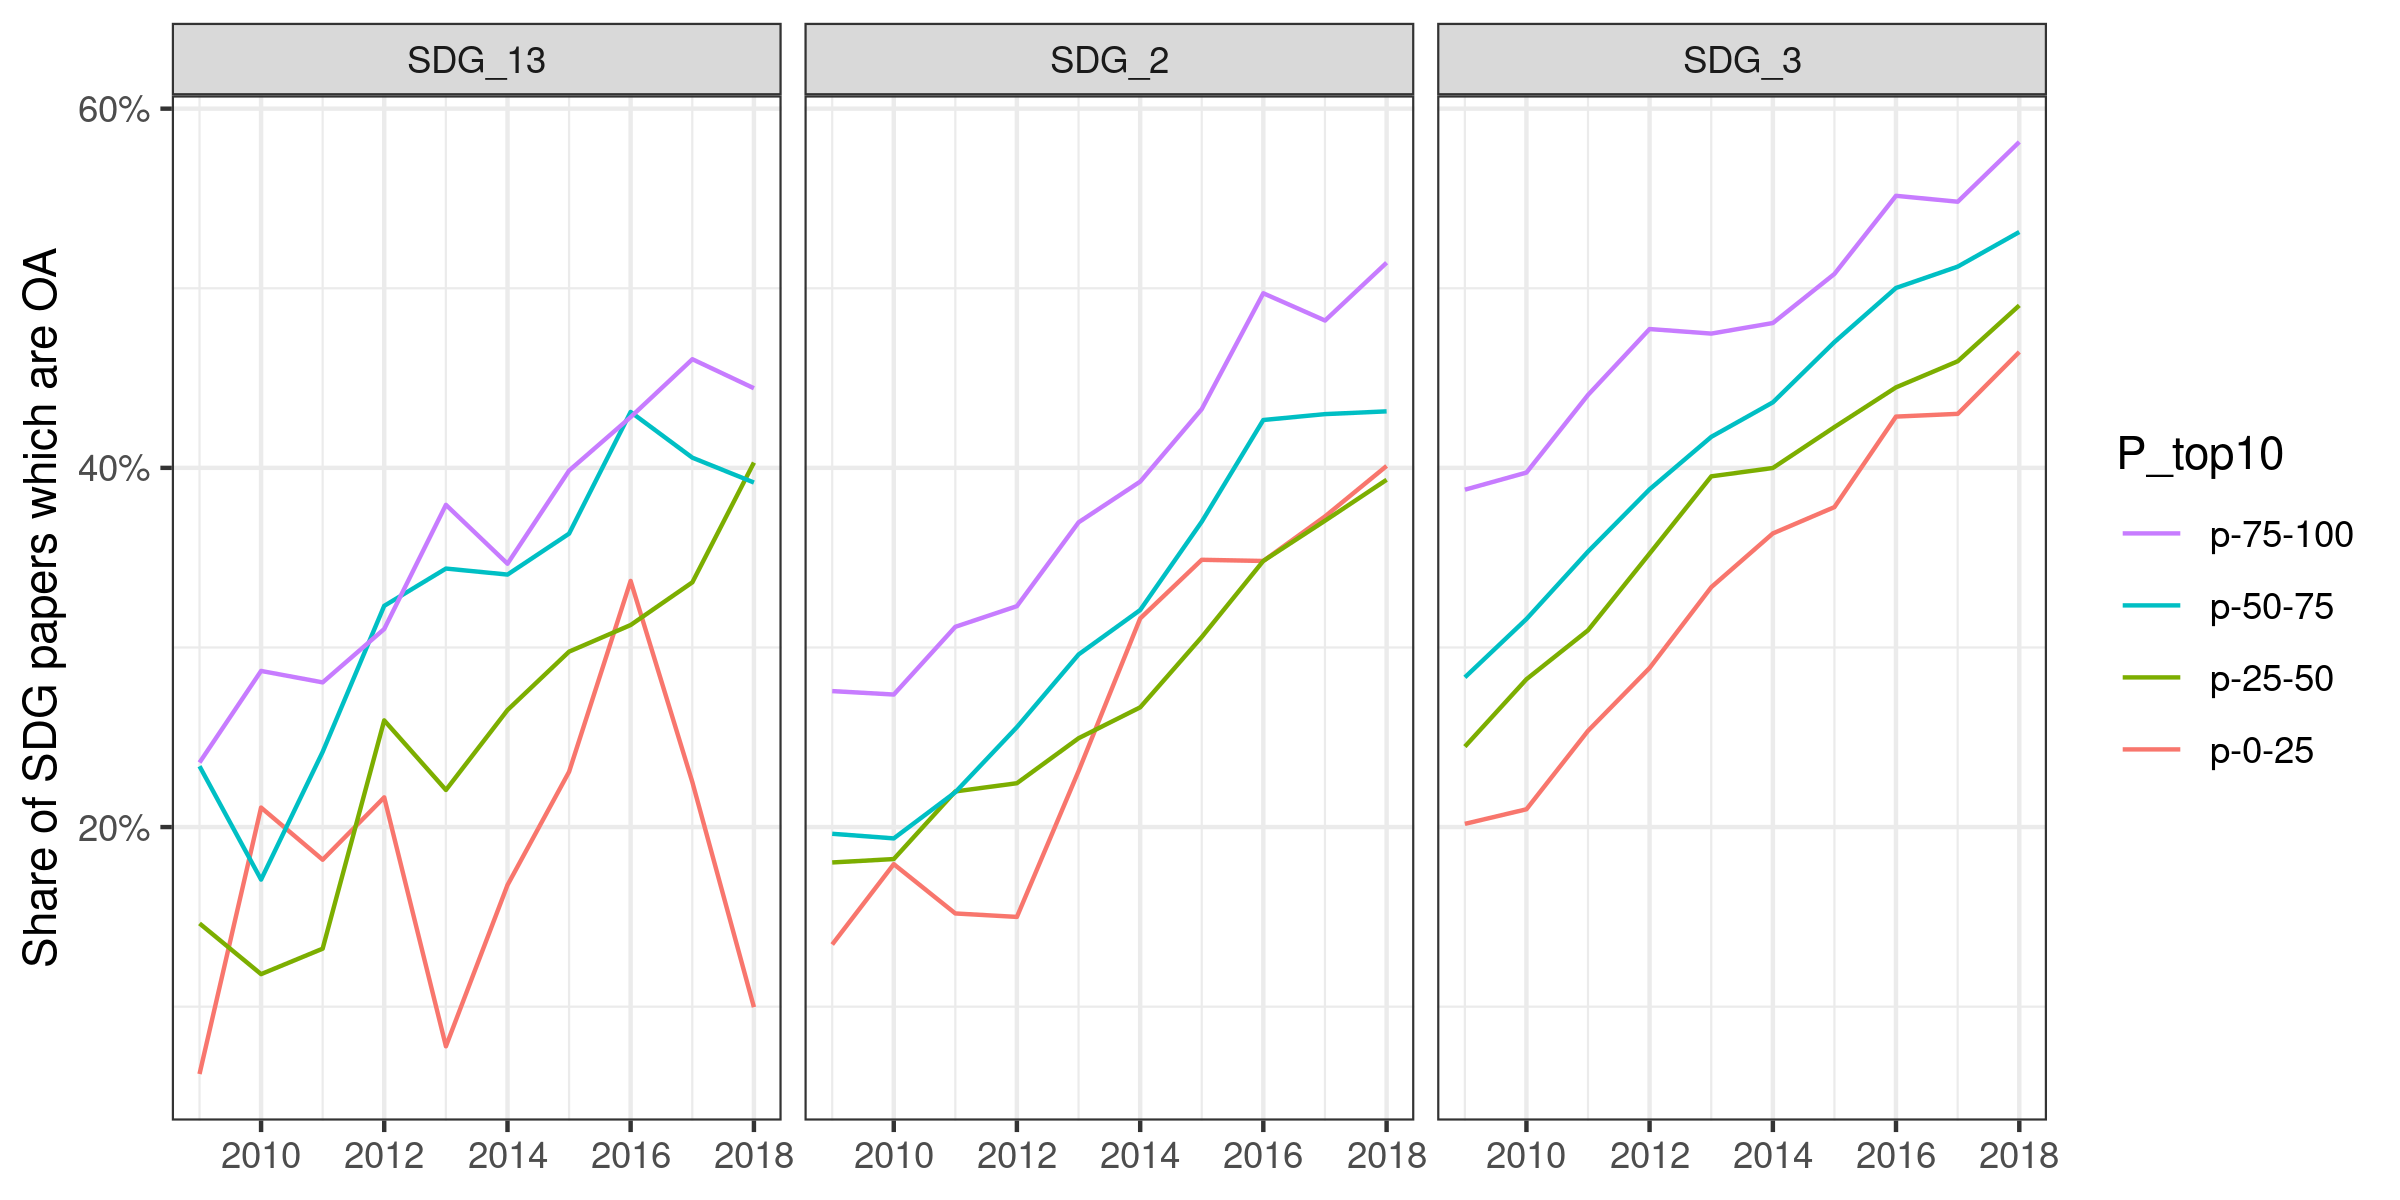 SDG_13 SDG_2 SDG_3
60%
40%
20%
Share of SDG papers which are OA
2010 2012 2014 2016 2018 2010 2012 2014 2016 2018 2010 2012 2014 2016 2018
P_top10
p-75-100
p-50-75
p-25-50
p-0-25